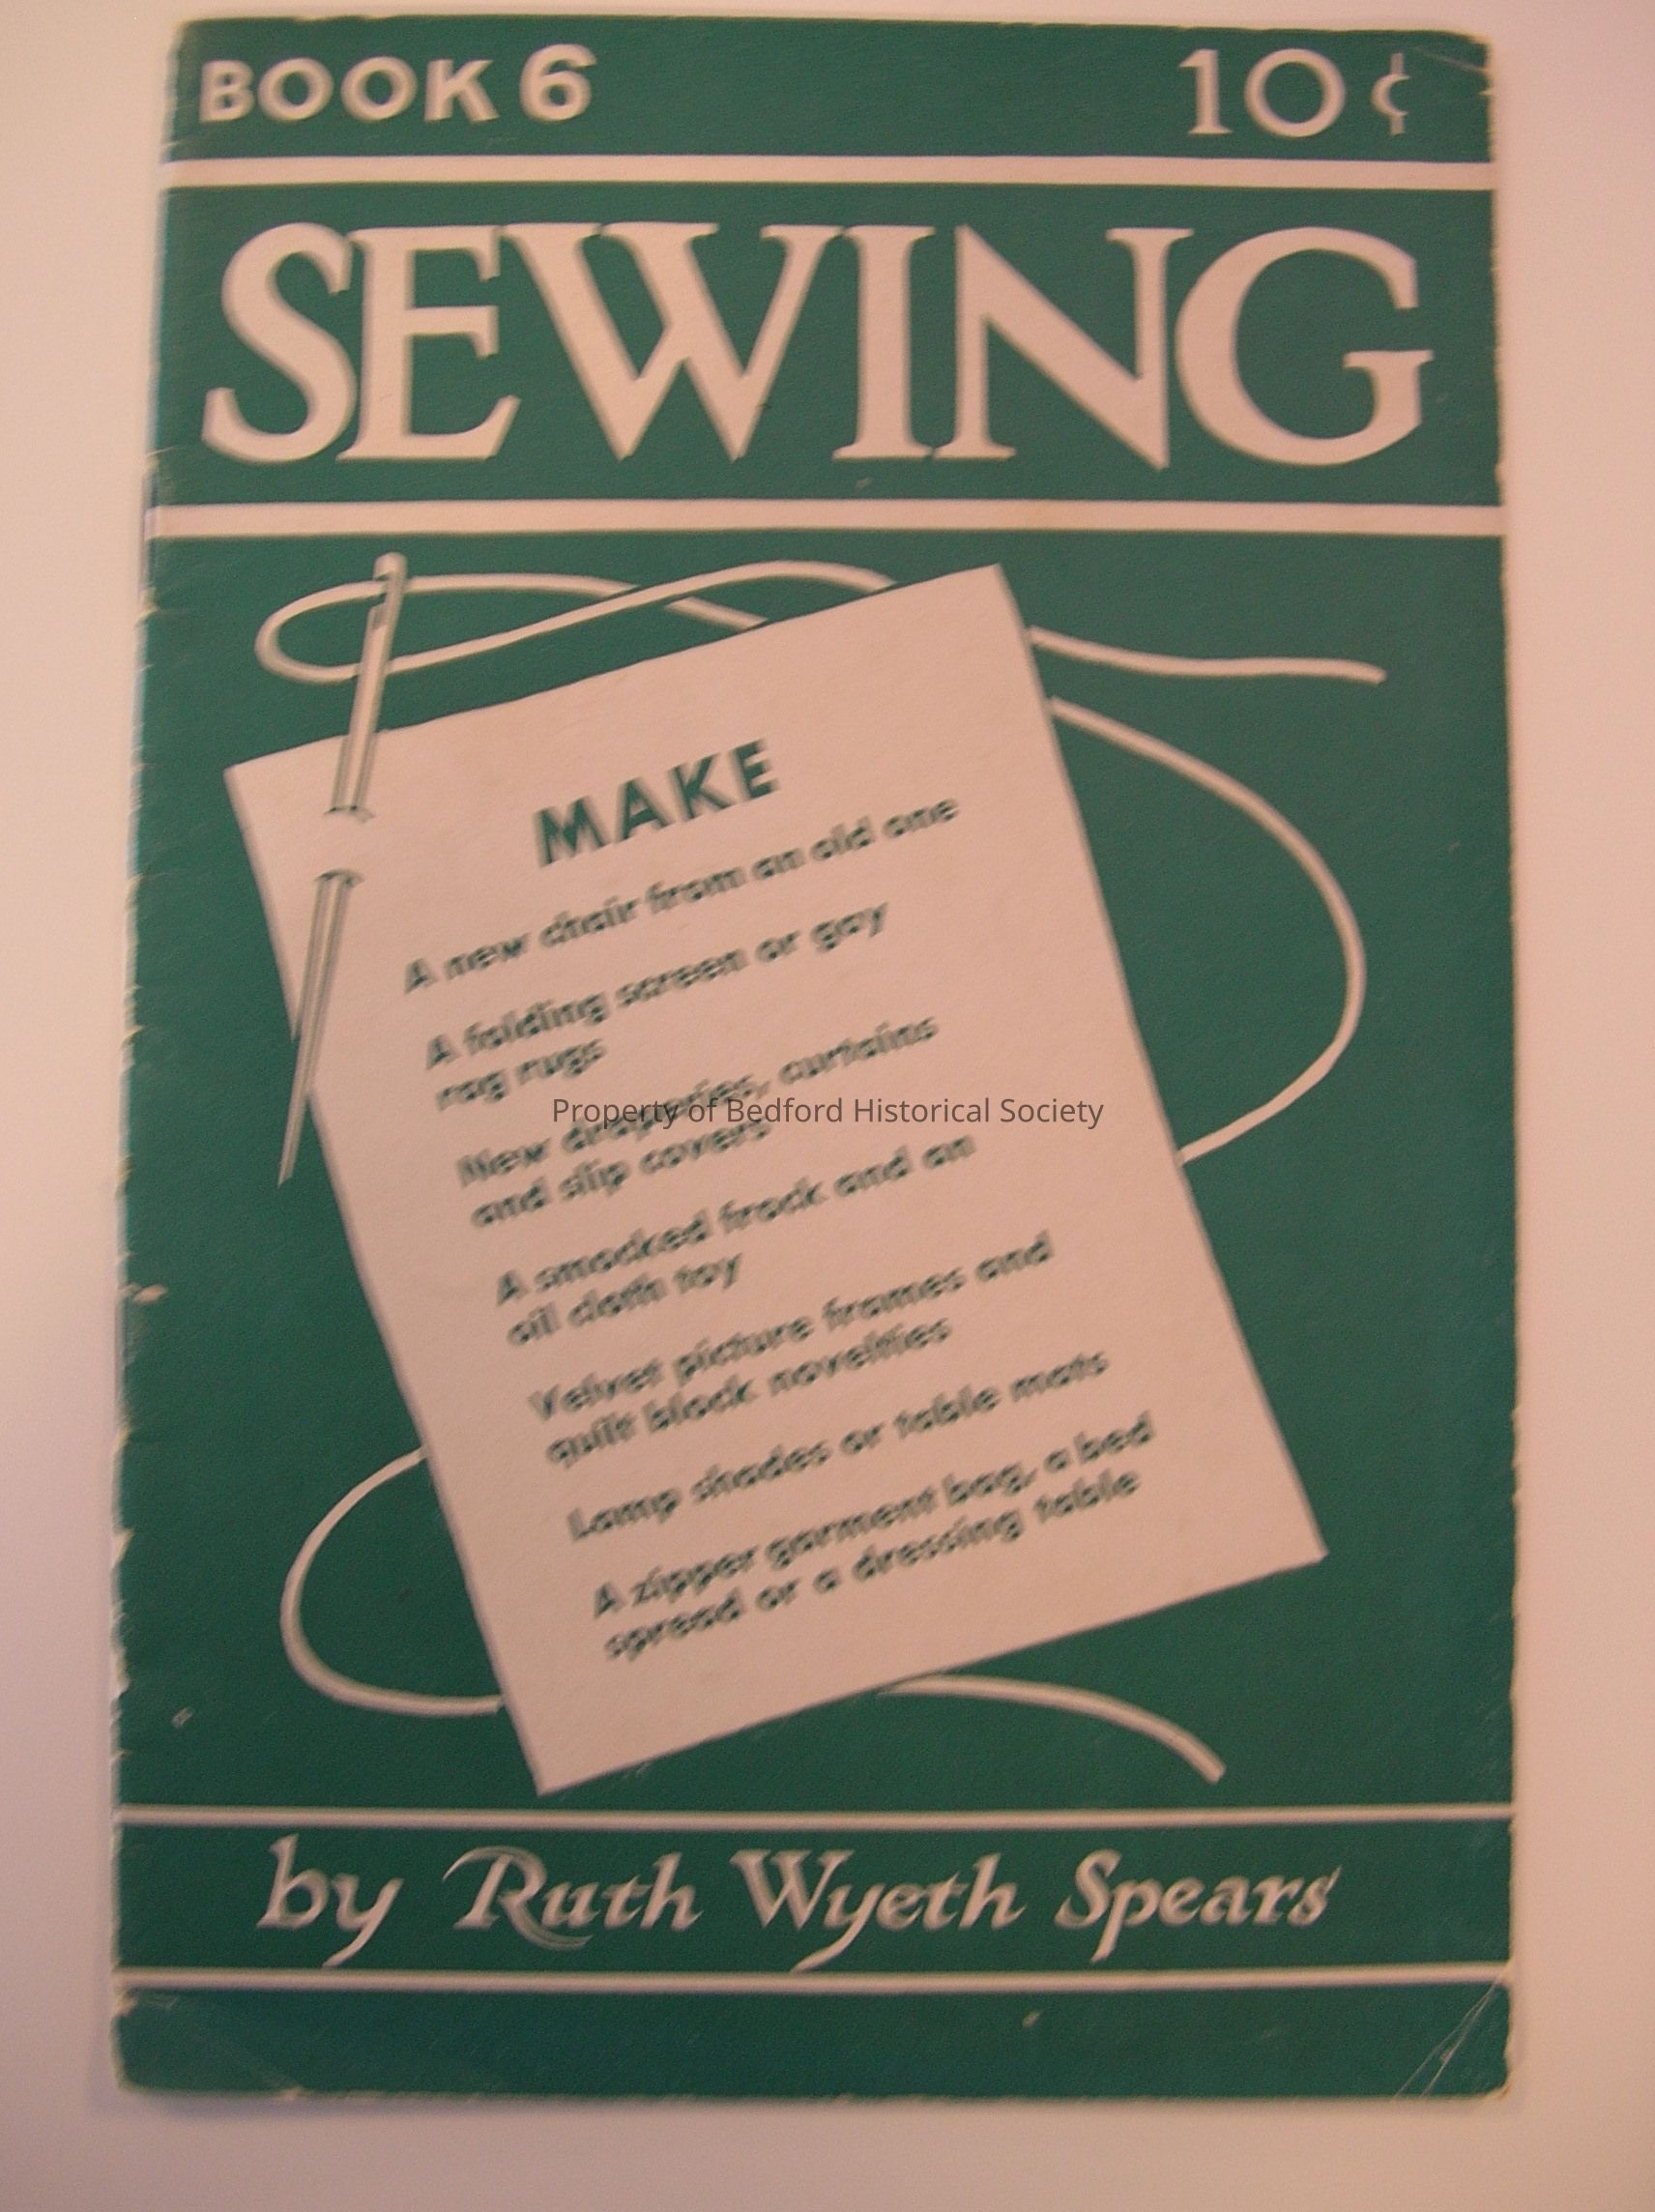 BOOK 6 10¢
SEWING
MAKE
A new chair from an old one
A folding screen or gay
rag rugs
New draperies, curtains
and slip covers
A smocked frock and an
oil cloth toy
Velvet picture frames and
quilt block novelties
Lamp shades or table mats
A zipper garment bag, a bed
spread or a dressing table
Property of Bedford Historical Society
by Ruth Wyeth Spears